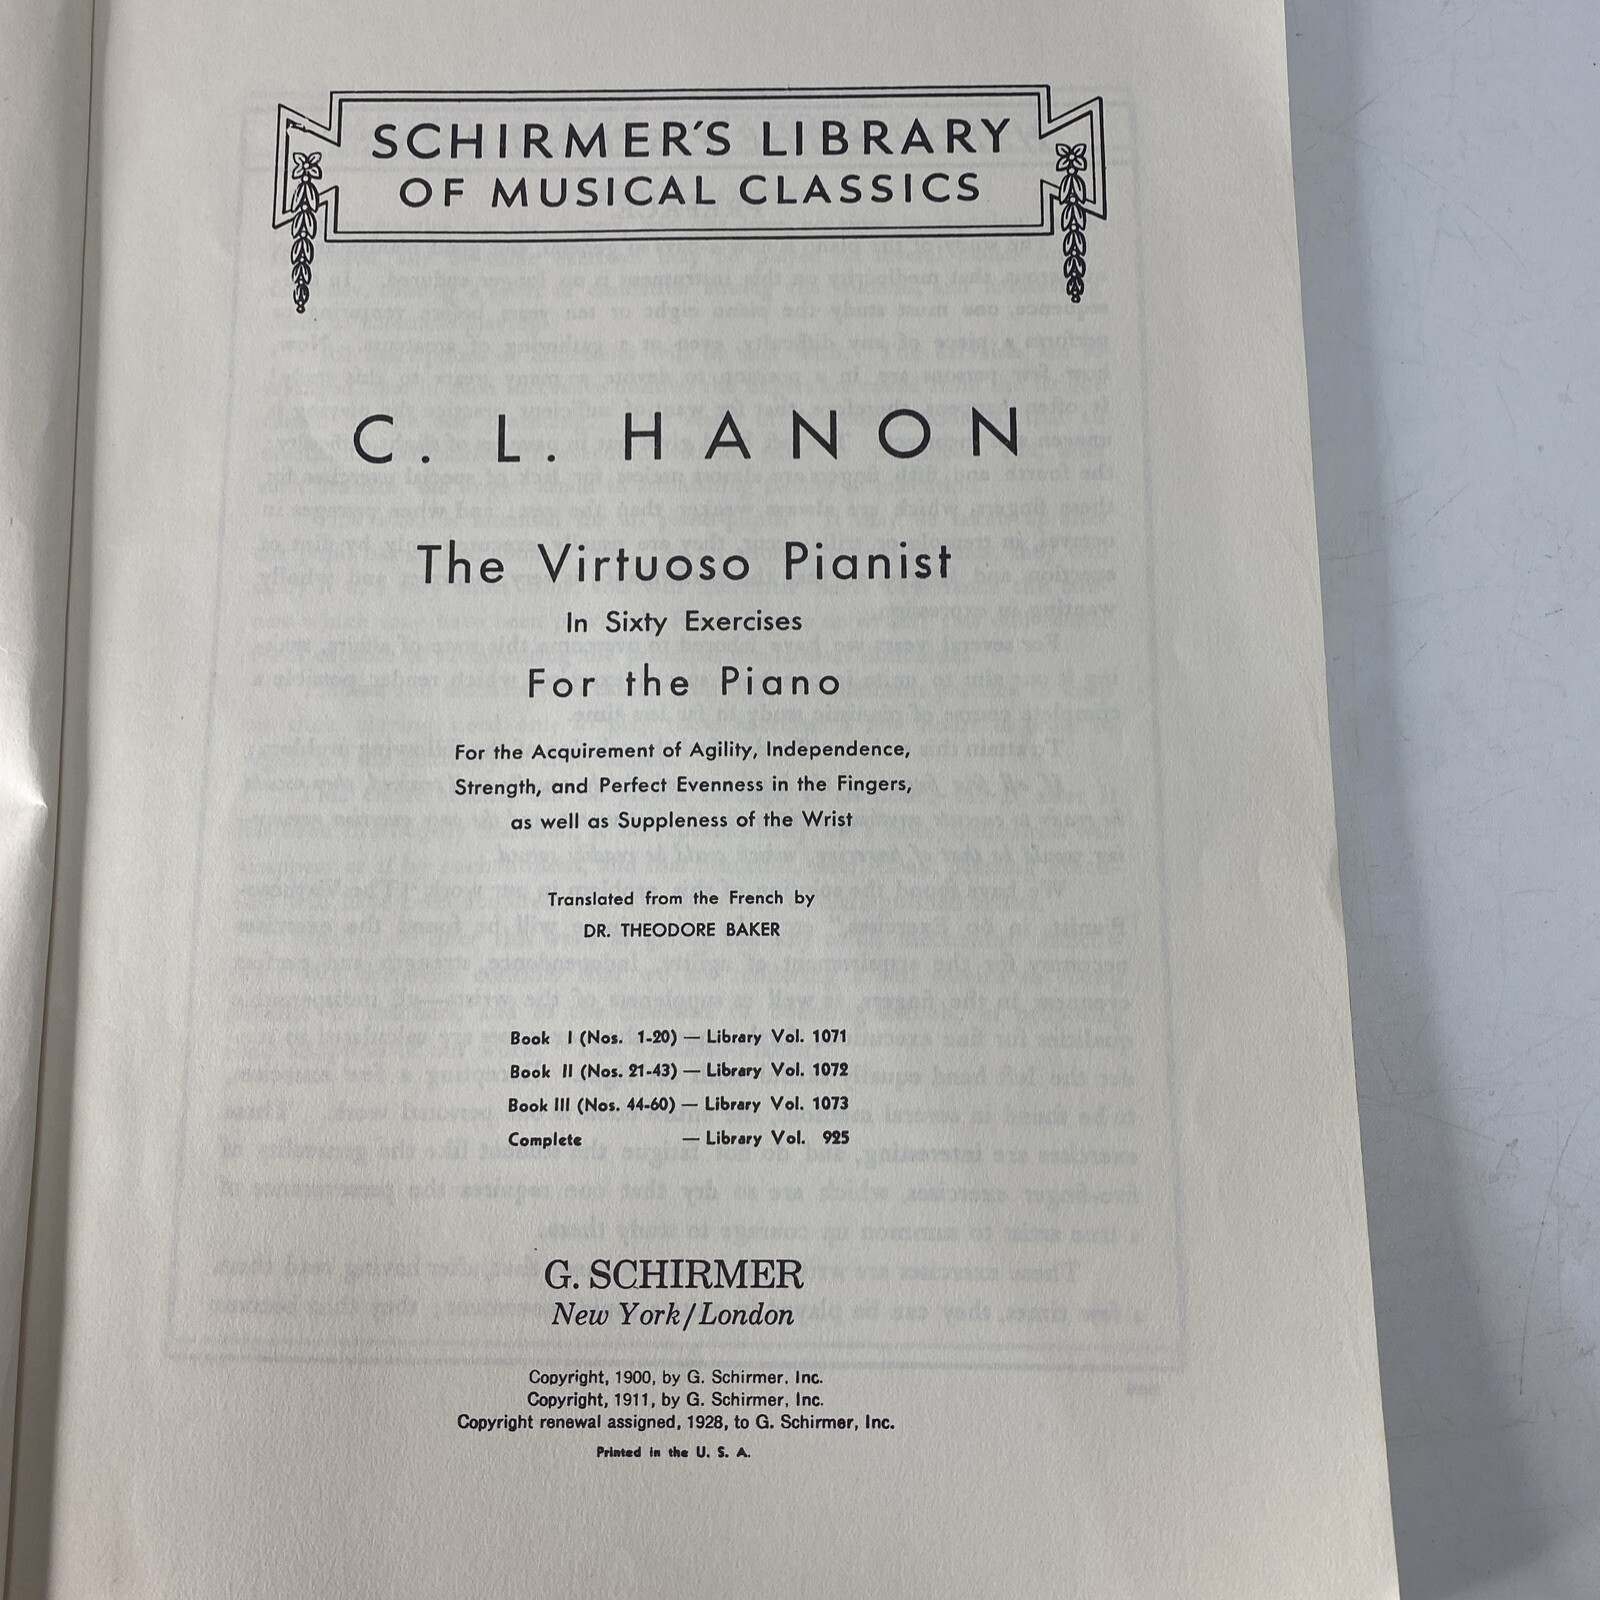 SCHIRMER'S LIBRARY
OF MUSICAL CLASSICS
C. L. HANON
The Virtuoso Pianist
In Sixty Exercises
For the Piano
For the Acquirement of Agility, Independence,
Strength, and Perfect Evenness in the Fingers,
as well as Suppleness of the Wrist
Translated from the French by
DR. THEODORE BAKER
Book I (Nos. 1-20) — Library Vol. 1071
Book II (Nos. 21-43) — Library Vol. 1072
Book III (Nos. 44-60) — Library Vol. 1073
Complete — Library Vol. 925
G. SCHIRMER
New York/London
Copyright, 1900, by G. Schirmer, Inc.
Copyright, 1911, by G. Schirmer, Inc.
Copyright renewal assigned, 1928, to G. Schirmer, Inc.
Printed in the U. S. A.